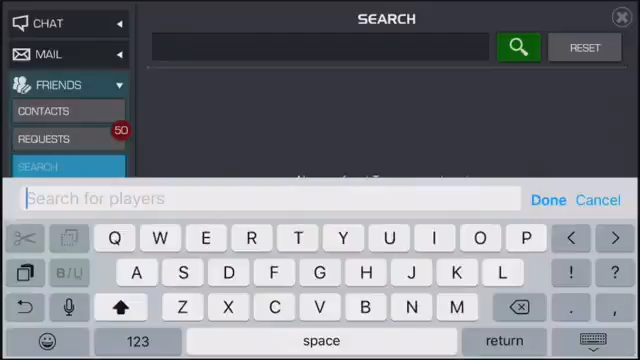 CHAT
SEARCH
MAIL
RESET
FRIENDS
CONTACTS
REQUESTS
50
SEARCH
Search for players
Done Cancel
Q W E R T Y U I O P
B I U
A S D F G H J K L ! ?
Z X C V B N M . ,
123 space return